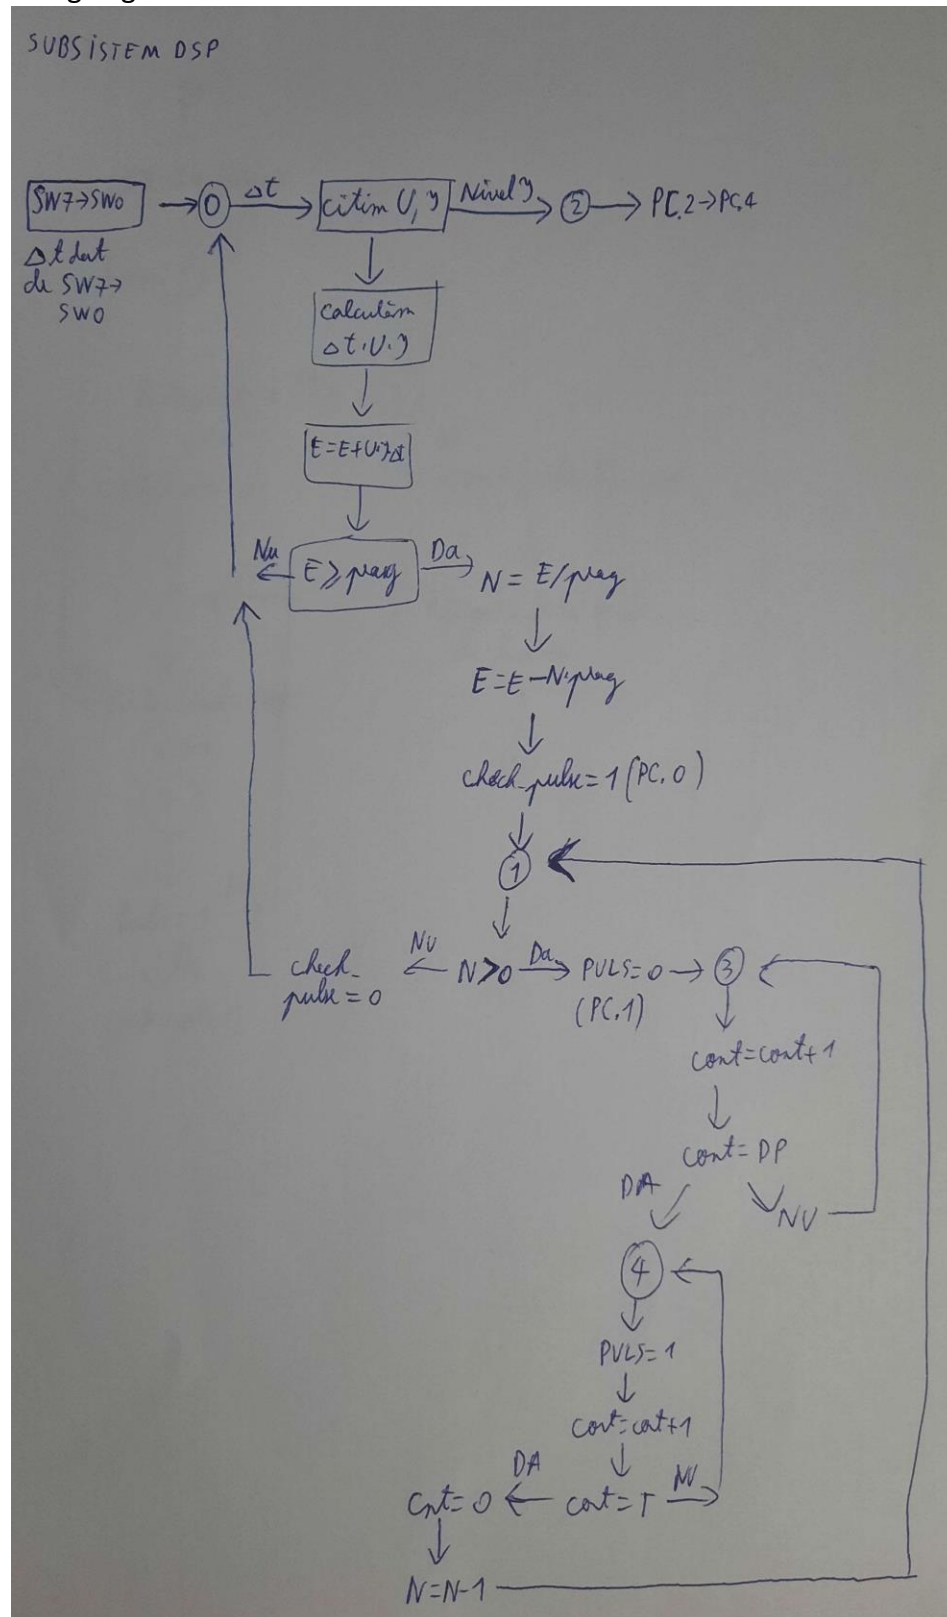 SUBSISTEM DSP
SW7→SW0 → 0 Δt → citim U, I Nivel I → 2 → PC.2→PC.4
Δt dat
de SW7→
SW0
Calculăm
Δt.U.I
E=E+U.I.Δt
Nu ← E ⩾ prag Da →
N = E/prag
E=E-N.prag
check_pulse=1 (PC.0)
1
check_ Nu ← N>0 Da → PULS=0 → 3
pulse = 0 (PC.1)
cont=cont+1
cont=DP
DA NU
4
PULS=1
cont=cont+1
Cnt=0 ← DA cont=T NU →
N=N-1